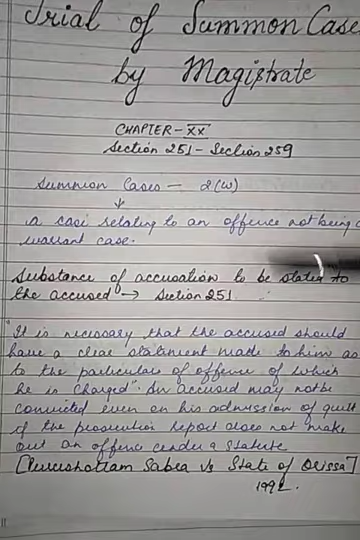 Trial of Summon Case
by Magistrate
CHAPTER-XX
Section 251 - Section 259
Summon Cases - 2(w)
↓
a case relating to an offence not being a
warrant case.
Substance of accusation to be stated to
the accused → Section 251
"It is necessary that the accused should
have a clear statement made to him as
to the particulars of offence of which
he is charged". An accused may not be
convicted even on his admission of guilt
if the prosecution report does not make
out an offence under a statute
[Purushottam Sabra Vs State of Orissa]
1992.